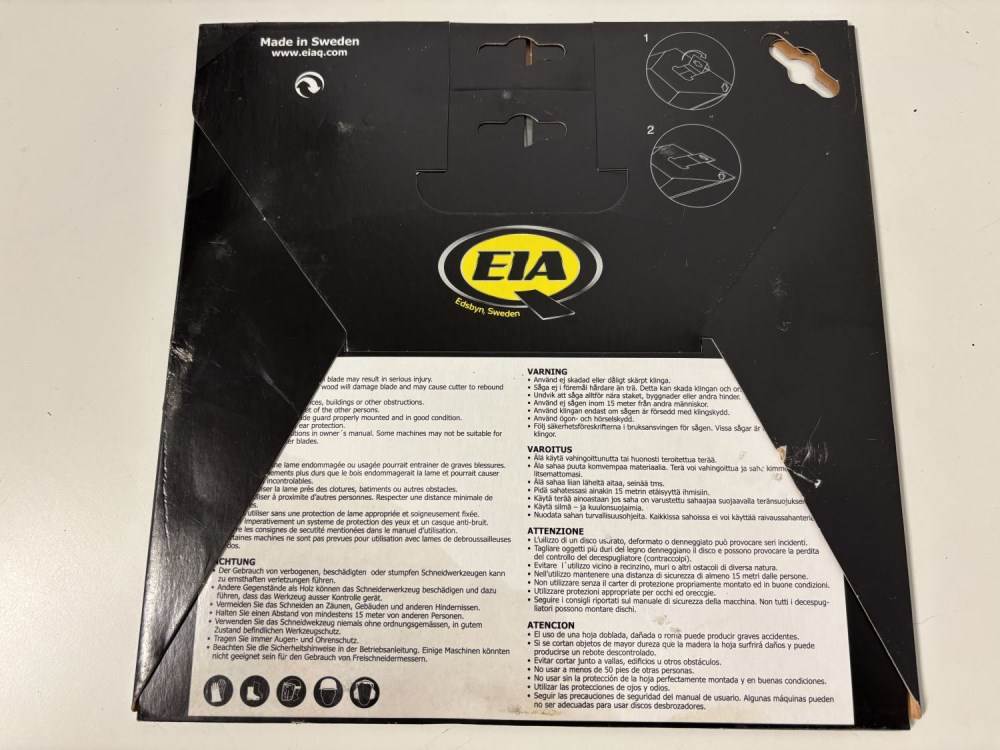 Made in Sweden
www.eiaq.com
1
2
EIA
Edsbyn, Sweden
blade may result in serious injury.
wood will damage blade and may cause cutter to rebound
ces, buildings or other obstructions.
et of the other persons.
de guard properly mounted and in good condition.
ear protection.
tions in owner´s manual. Some machines may not be suitable for
er blades.
ne lame endommagée ou usagée pourrait entrainer de graves blessures.
ements plus durs que le bois endommagerait la lame et pourrait causer
incontrolables.
iser la lame prés des clotures, batiments ou autres obstacles.
iliser à proximite d'autres personnes. Respecter une distance minimale de
es.
utiliser sans une protection de lame appropriée et soigneusement fixée.
imperativement un systeme de protection des yeux et un casque anti-bruit.
re les consignes de secutité mentionées dans le manuel d'utilisation.
taines machines ne sont pas prevues pour utilisation avec lames de debroussailleuses
dos.
CHTUNG
Der Gebrauch von verbogenen, beschädigten oder stumpfen Schneidwerkzeugen kann
zu ernsthaften verletzungen führen.
• Andere Gegenstände als Holz können das Schneiderwerkzeug beschädigen und dazu
führen, dass das Werkzeug ausser Kontrolle gerät.
• Vermeiden Sie das Schneiden an Zäunen, Gebäuden und anderen Hindernissen.
• Halten Sie einen Abstand von mindestens 15 meter von anderen Personen.
• Verwenden Sie das Schneidwekzeug niemals ohne ordnungsgemässen, in gutem
Zustand befindlichen Werkzeugschutz.
• Tragen Sie immer Augen- und Ohrenschutz.
• Beachten Sie die Sicherheitshinweise in der Betriebsanleitung. Einige Maschinen könnten
nicht geeignet sein für den Gebrauch von Freischneidermessern.
VARNING
• Använd ej skadad eller dåligt skärpt klinga.
• Såga ej i föremål hårdare än trä. Detta kan skada klingan och or
• Undvik att såga alltför nära staket, byggnader eller andra hinder.
• Använd ej sågen inom 15 meter från andra människor.
• Använd klingan endast om sågen är försedd med klingskydd.
• Använd ögon- och hörselskydd.
• Följ säkerhetsföreskrifterna i bruksansvingen för sågen. Vissa sågar är
klingor.
VAROITUS
• Älä käytä vahingoittunutta tai huonosti teroitettua terää.
• Äla sahaa puuta komvempaa materiaalia. Terä voi vahingoittua ja saha kimm
litsemattomasi.
• Älä sahaa liian läheltä aitaa, seinää tms.
• Pidä sahatessasi ainakin 15 metrin etäisyyttä ihmisiin.
• Käytä terää ainoastaan jos saha on varustettu sahaajaa suojaavalla teränsuojukse
• Käytä silmä – ja kuulonsuojaimia.
• Nuodata sahan turvallisuusohjeita. Kaikkissa sahoissa ei voi käyttää raivaussahanterä
ATTENZIONE
• L'uilizzo di un disco usurato, deformato o denneggiato può provocare seri incidenti.
• Tagliare oggetti più duri del legno denneggiano il disco e possono provocare la perdita
del controllo del decespugliatore (contraccolpi).
• Evitare l´utilizzo vicino a recinzino, muri o altri ostacoli di diversa natura.
• Nell'utilizzo mantenere una distanza di sicurezza di almeno 15 metri dalle persone.
• Non utilizzare senza il carter di protezione propriamente montato ed in buone condizioni.
• Utilizzare protezioni appropriate per occhi ed oreccgie.
• Seguire i consigli riportati sul manuale di sicurezza della macchina. Non tutti i decespug-
liatori possono montare dischi.
ATENCION
• El uso de una hoja doblada, dañada o roma puede producir graves accidentes.
• Si se cortan objetos de mayor dureza que la madera la hoja surfrirá daños y puede
producirse un rebote descontrolado.
• Evitar cortar junto a vallas, edificios u otros obstáculos.
• No usar a menos de 50 pies de otras personas.
• No usar sin la protección de la hoja perfectamente montada y en buenas condiciones.
• Utilizar las protecciones de ojos y odios.
• Seguir las precauciones de seguridad del manual de usuario. Algunas máquinas pueden
no ser adecuadas para usar discos desbrozadores.